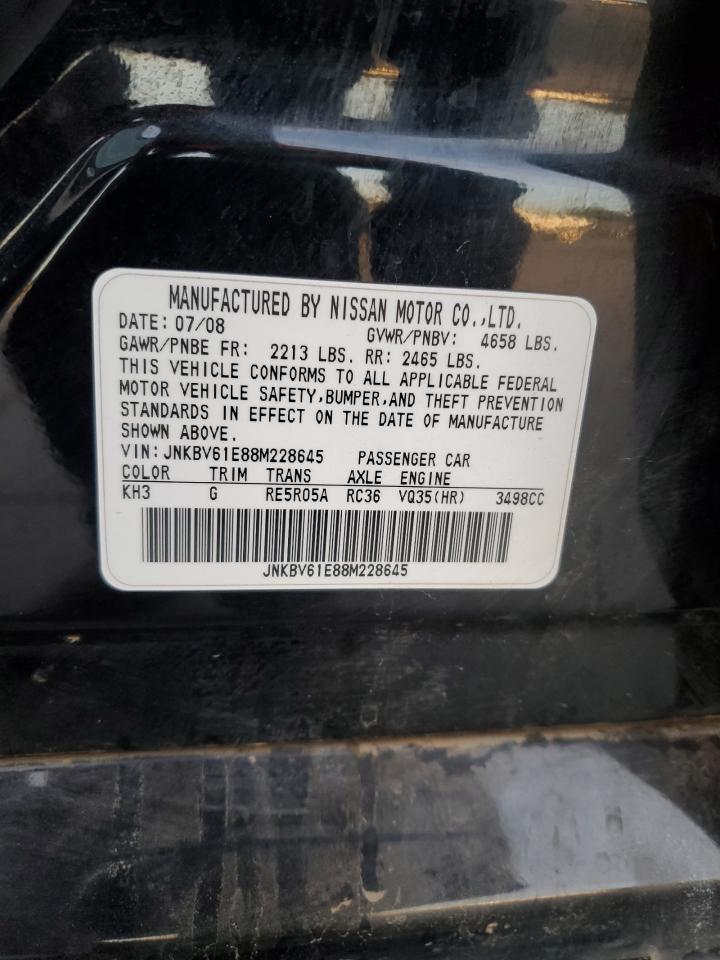 MANUFACTURED BY NISSAN MOTOR CO.,LTD.
DATE: 07/08 GVWR/PNBV: 4658 LBS.
GAWR/PNBE FR: 2213 LBS. RR: 2465 LBS.
THIS VEHICLE CONFORMS TO ALL APPLICABLE FEDERAL
MOTOR VEHICLE SAFETY,BUMPER,AND THEFT PREVENTION
STANDARDS IN EFFECT ON THE DATE OF MANUFACTURE
SHOWN ABOVE.
VIN:JNKBV61E88M228645 PASSENGER CAR
COLOR TRIM TRANS AXLE ENGINE
KH3 G RE5R05A RC36 VQ35(HR) 3498CC
JNKBV61E88M228645